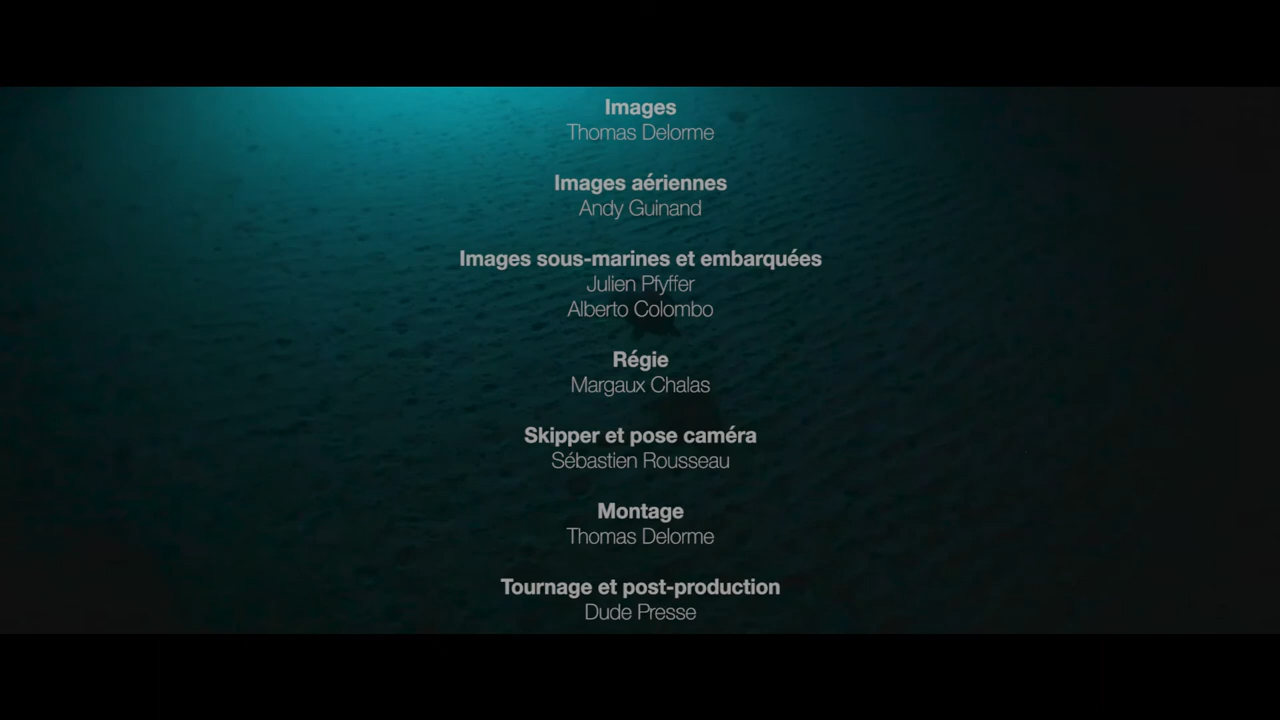 Images
Thomas Delorme
Images aériennes
Andy Guinand
Images sous-marines et embarquées
Julien Pfyffer
Alberto Colombo
Régie
Margaux Chalas
Skipper et pose caméra
Sébastien Rousseau
Montage
Thomas Delorme
Tournage et post-production
Dude Presse